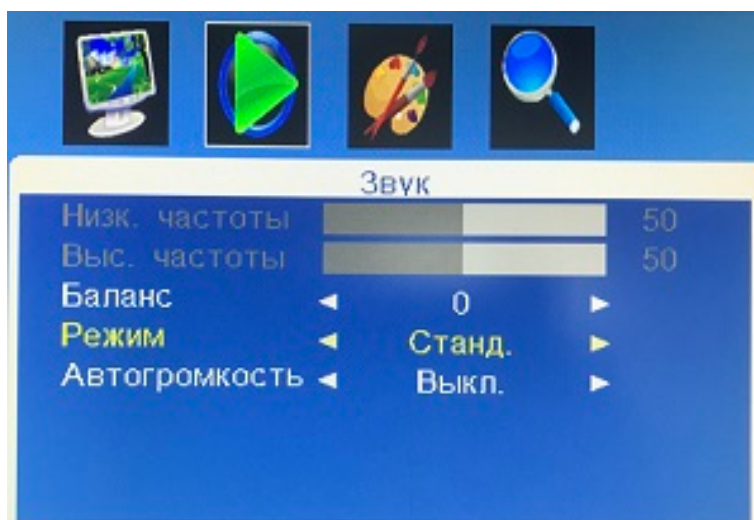 Звук
Низк. частоты 50
Выс. частоты 50
Баланс 0
Режим Станд.
Автогромкость Выкл.